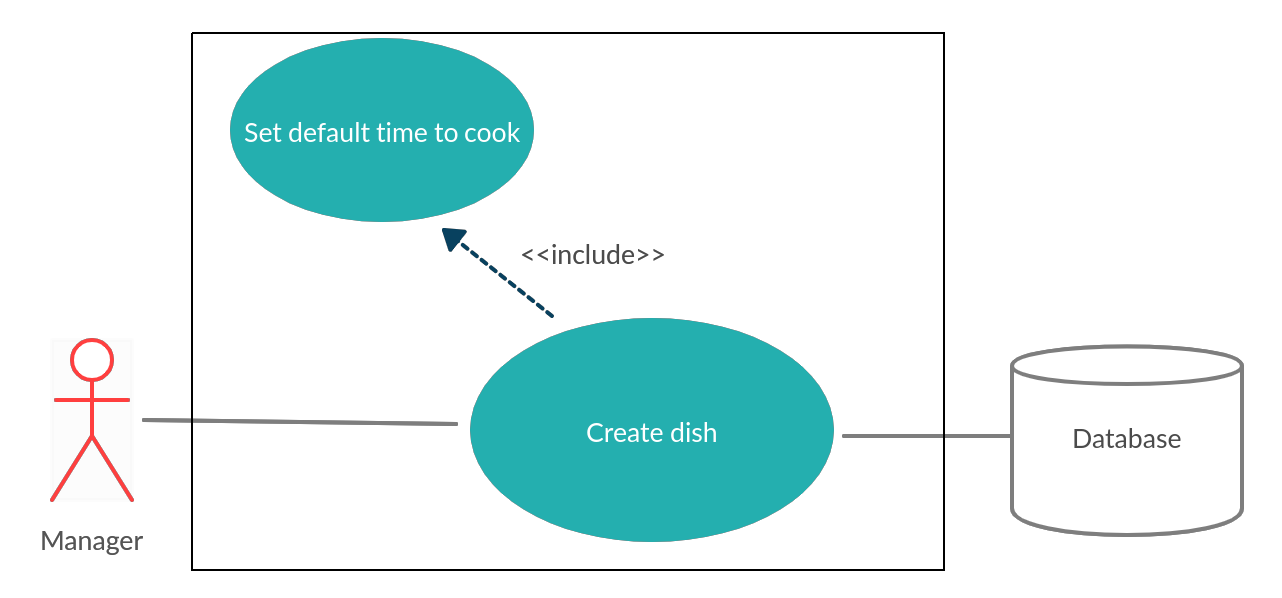 Set default time to cook
<<include>>
Create dish
Database
Manager